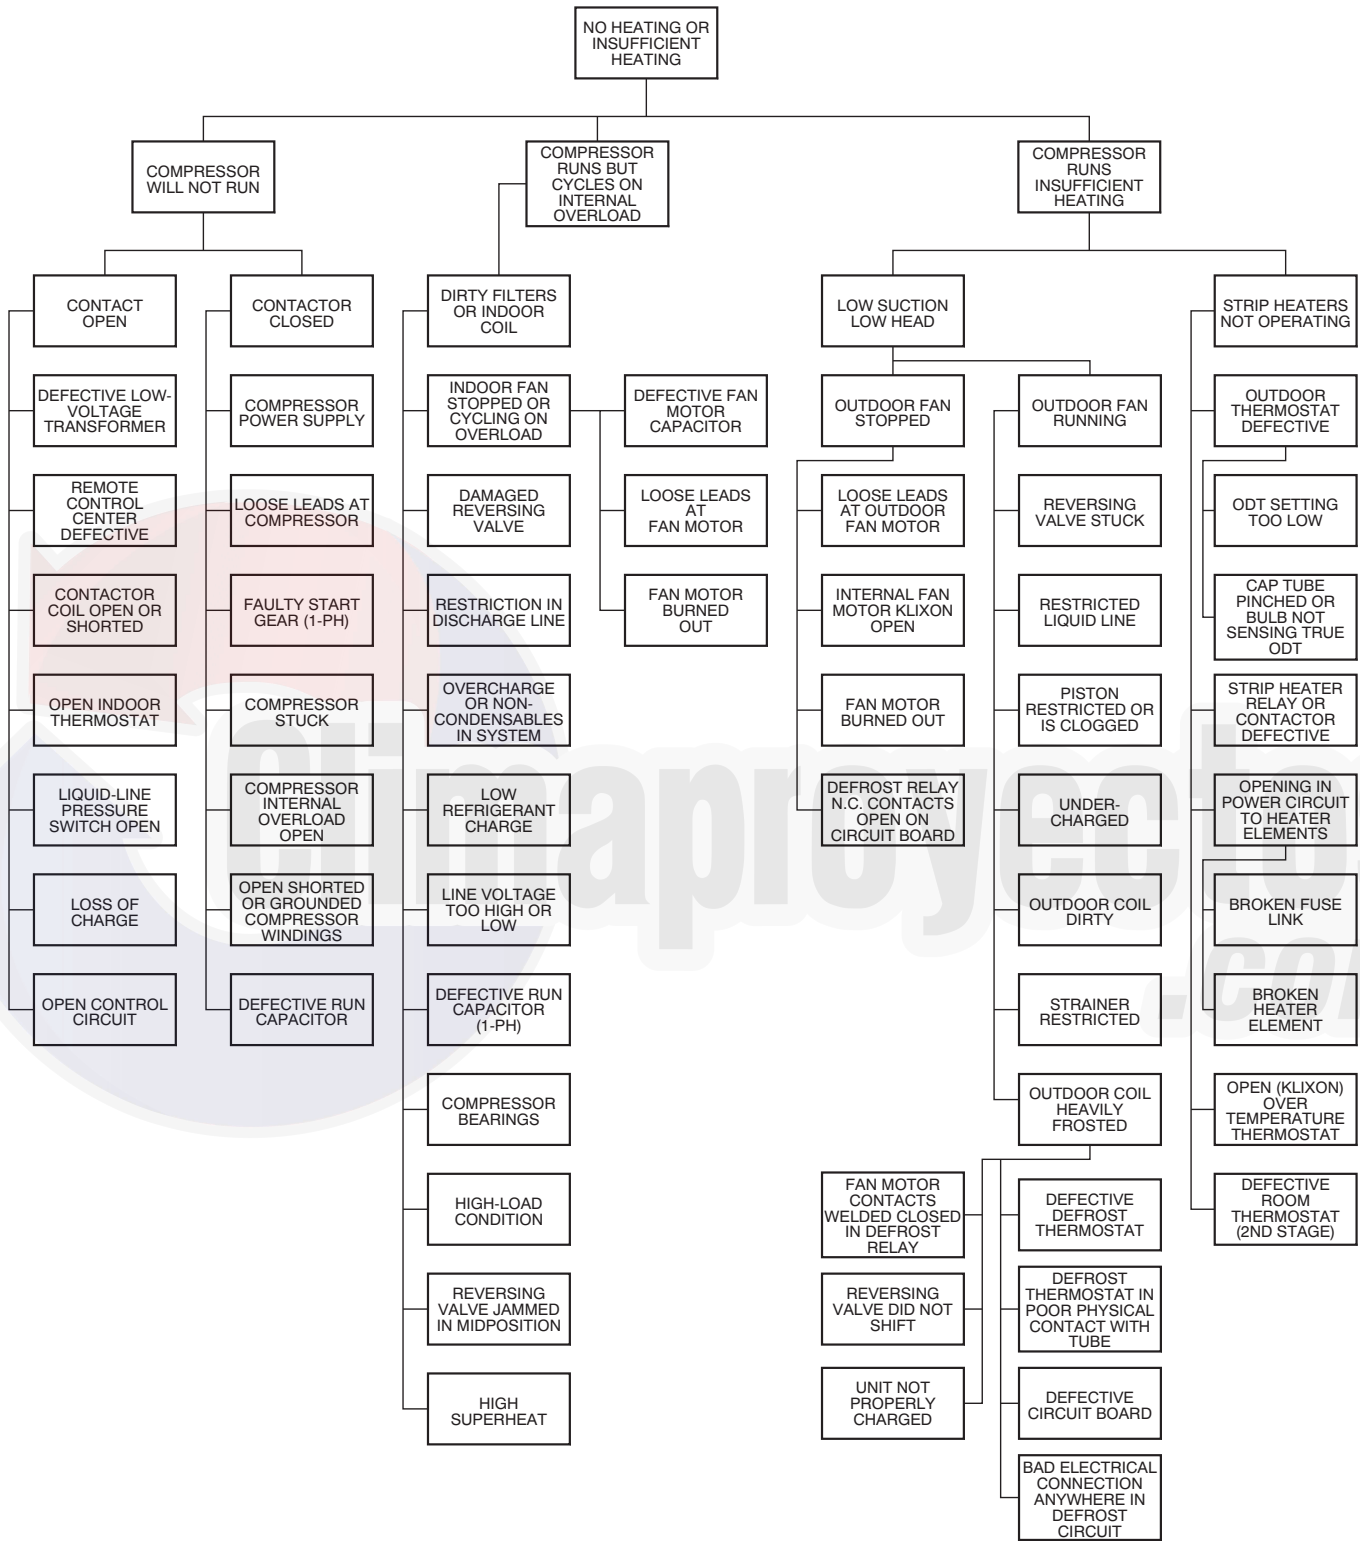 NO HEATING OR
INSUFFICIENT
HEATING
COMPRESSOR
WILL NOT RUN
COMPRESSOR
RUNS BUT
CYCLES ON
INTERNAL
OVERLOAD
COMPRESSOR
RUNS
INSUFFICIENT
HEATING
CONTACT
OPEN
DEFECTIVE LOW-
VOLTAGE
TRANSFORMER
REMOTE
CONTROL
CENTER
DEFECTIVE
CONTACTOR
COIL OPEN OR
SHORTED
OPEN INDOOR
THERMOSTAT
LIQUID-LINE
PRESSURE
SWITCH OPEN
LOSS OF
CHARGE
OPEN CONTROL
CIRCUIT
CONTACTOR
CLOSED
COMPRESSOR
POWER SUPPLY
LOOSE LEADS AT
COMPRESSOR
FAULTY START
GEAR (1-PH)
COMPRESSOR
STUCK
COMPRESSOR
INTERNAL
OVERLOAD
OPEN
OPEN SHORTED
OR GROUNDED
COMPRESSOR
WINDINGS
DEFECTIVE RUN
CAPACITOR
DIRTY FILTERS
OR INDOOR
COIL
INDOOR FAN
STOPPED OR
CYCLING ON
OVERLOAD
DAMAGED
REVERSING
VALVE
RESTRICTION IN
DISCHARGE LINE
OVERCHARGE
OR NON-
CONDENSABLES
IN SYSTEM
LOW
REFRIGERANT
CHARGE
LINE VOLTAGE
TOO HIGH OR
LOW
DEFECTIVE RUN
CAPACITOR
(1-PH)
COMPRESSOR
BEARINGS
HIGH-LOAD
CONDITION
REVERSING
VALVE JAMMED
IN MIDPOSITION
HIGH
SUPERHEAT
DEFECTIVE FAN
MOTOR
CAPACITOR
LOOSE LEADS
AT
FAN MOTOR
FAN MOTOR
BURNED
OUT
LOW SUCTION
LOW HEAD
OUTDOOR FAN
STOPPED
LOOSE LEADS
AT OUTDOOR
FAN MOTOR
INTERNAL FAN
MOTOR KLIXON
OPEN
FAN MOTOR
BURNED OUT
DEFROST RELAY
N.C. CONTACTS
OPEN ON
CIRCUIT BOARD
OUTDOOR FAN
RUNNING
REVERSING
VALVE STUCK
RESTRICTED
LIQUID LINE
PISTON
RESTRICTED OR
IS CLOGGED
UNDER-
CHARGED
OUTDOOR COIL
DIRTY
STRAINER
RESTRICTED
OUTDOOR COIL
HEAVILY
FROSTED
FAN MOTOR
CONTACTS
WELDED CLOSED
IN DEFROST
RELAY
REVERSING
VALVE DID NOT
SHIFT
UNIT NOT
PROPERLY
CHARGED
DEFECTIVE
DEFROST
THERMOSTAT
DEFROST
THERMOSTAT IN
POOR PHYSICAL
CONTACT WITH
TUBE
DEFECTIVE
CIRCUIT BOARD
BAD ELECTRICAL
CONNECTION
ANYWHERE IN
DEFROST
CIRCUIT
STRIP HEATERS
NOT OPERATING
OUTDOOR
THERMOSTAT
DEFECTIVE
ODT SETTING
TOO LOW
CAP TUBE
PINCHED OR
BULB NOT
SENSING TRUE
ODT
STRIP HEATER
RELAY OR
CONTACTOR
DEFECTIVE
OPENING IN
POWER CIRCUIT
TO HEATER
ELEMENTS
BROKEN FUSE
LINK
BROKEN
HEATER
ELEMENT
OPEN (KLIXON)
OVER
TEMPERATURE
THERMOSTAT
DEFECTIVE
ROOM
THERMOSTAT
(2ND STAGE)